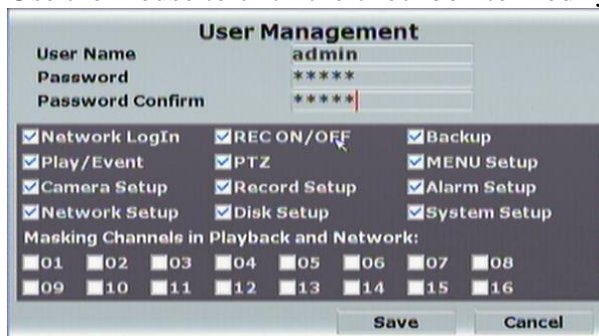 User Management
User Name admin
Password *****
Password Confirm *****
Network LogIn REC ON/OFF Backup
Play/Event PTZ MENU Setup
Camera Setup Record Setup Alarm Setup
Network Setup Disk Setup System Setup
Masking Channels in Playback and Network:
01 02 03 04 05 06 07 08
09 10 11 12 13 14 15 16
Save Cancel